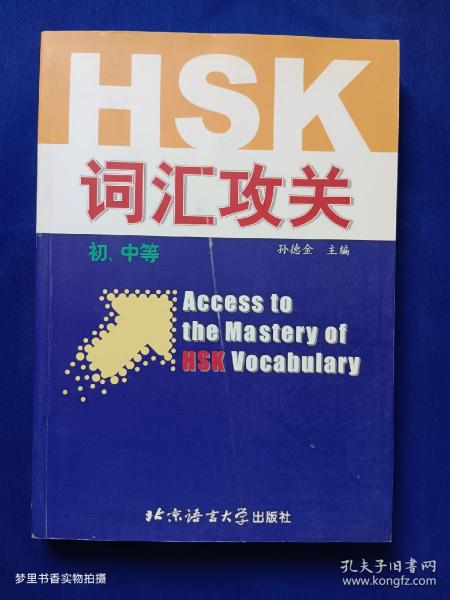 HSK
词汇攻关
初、中等
孙德金 主编
Access to
the Mastery of
HSK Vocabulary
北京语言大学出版社
梦里书香实物拍摄
孔夫子旧书网
www.kongfz.com